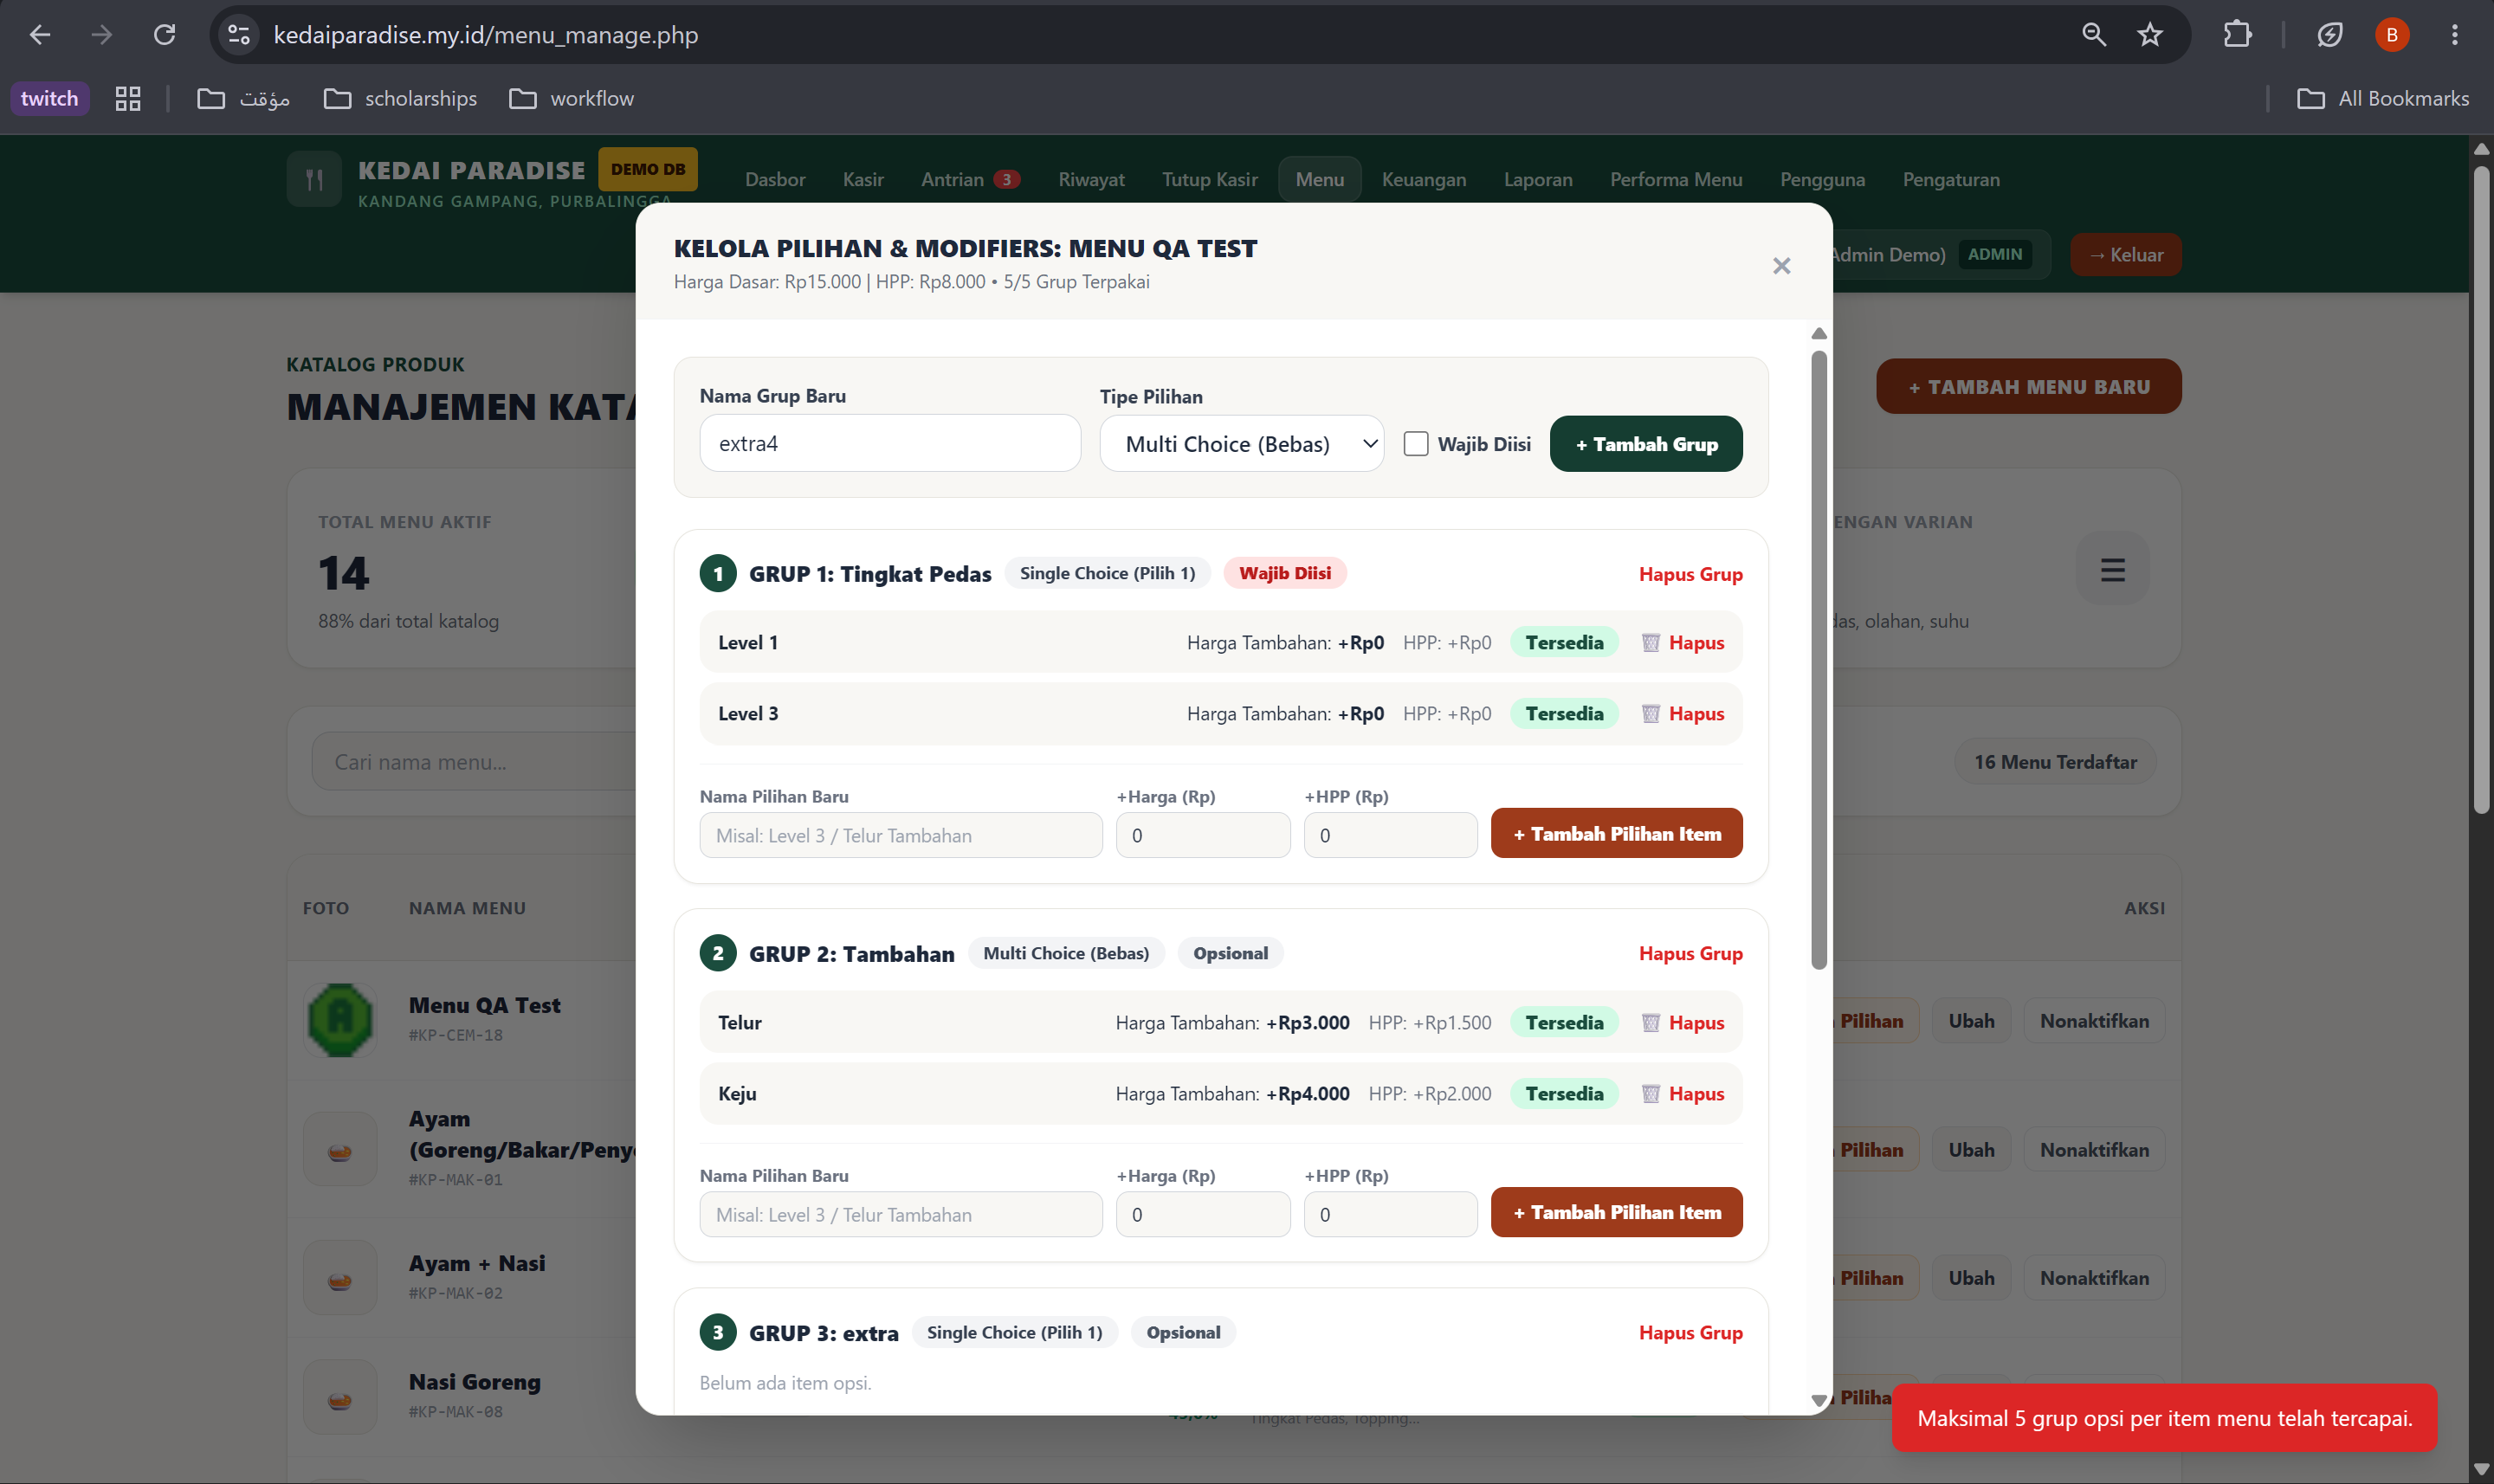 kedaiparadise.my.id/menu_manage.php
B
twitch
مؤقت
scholarships
workflow
All Bookmarks
KEDAI PARADISE
DEMO DB
KANDANG GAMPANG, PURBALINGGA
Dasbor
Kasir
Antrian 3
Riwayat
Tutup Kasir
Menu
Keuangan
Laporan
Performa Menu
Pengguna
Pengaturan
Admin Demo)
ADMIN
→ Keluar
KATALOG PRODUK
MANAJEMEN KATA
+ TAMBAH MENU BARU
TOTAL MENU AKTIF
14
88% dari total katalog
ENGAN VARIAN
das, olahan, suhu
Cari nama menu...
16 Menu Terdaftar
FOTO
NAMA MENU
AKSI
A
Menu QA Test
#KP-CEM-18
Pilihan
Ubah
Nonaktifkan
Ayam
(Goreng/Bakar/Penye
#KP-MAK-01
Pilihan
Ubah
Nonaktifkan
Ayam + Nasi
#KP-MAK-02
Pilihan
Ubah
Nonaktifkan
Nasi Goreng
#KP-MAK-08
Tingkat Pedas, Topping...
Piliha
KELOLA PILIHAN & MODIFIERS: MENU QA TEST
Harga Dasar: Rp15.000 | HPP: Rp8.000 • 5/5 Grup Terpakai
×
Nama Grup Baru
extra4
Tipe Pilihan
Multi Choice (Bebas)
Wajib Diisi
+ Tambah Grup
1 GRUP 1: Tingkat Pedas Single Choice (Pilih 1) Wajib Diisi Hapus Grup
Level 1 Harga Tambahan: +Rp0 HPP: +Rp0 Tersedia Hapus
Level 3 Harga Tambahan: +Rp0 HPP: +Rp0 Tersedia Hapus
Nama Pilihan Baru +Harga (Rp) +HPP (Rp)
Misal: Level 3 / Telur Tambahan 0 0 + Tambah Pilihan Item
2 GRUP 2: Tambahan Multi Choice (Bebas) Opsional Hapus Grup
Telur Harga Tambahan: +Rp3.000 HPP: +Rp1.500 Tersedia Hapus
Keju Harga Tambahan: +Rp4.000 HPP: +Rp2.000 Tersedia Hapus
Nama Pilihan Baru +Harga (Rp) +HPP (Rp)
Misal: Level 3 / Telur Tambahan 0 0 + Tambah Pilihan Item
3 GRUP 3: extra Single Choice (Pilih 1) Opsional Hapus Grup
Belum ada item opsi.
Maksimal 5 grup opsi per item menu telah tercapai.